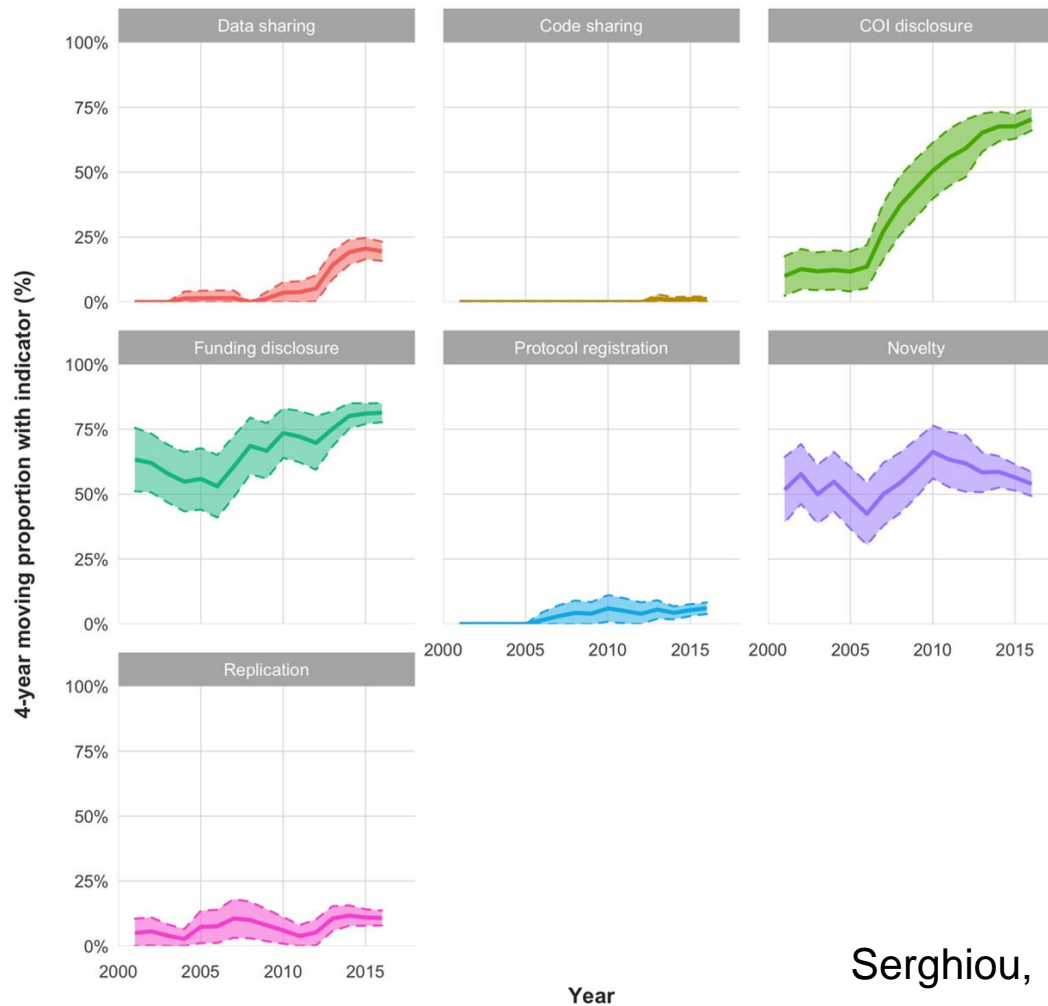 Data sharing
Code sharing
COI disclosure
100%
75%
50%
25%
0%
Funding disclosure
Protocol registration
Novelty
100%
75%
50%
25%
0%
2000 2005 2010 2015
2000 2005 2010 2015
Replication
100%
75%
50%
25%
0%
2000 2005 2010 2015
4-year moving proportion with indicator (%)
Year
Serghiou,